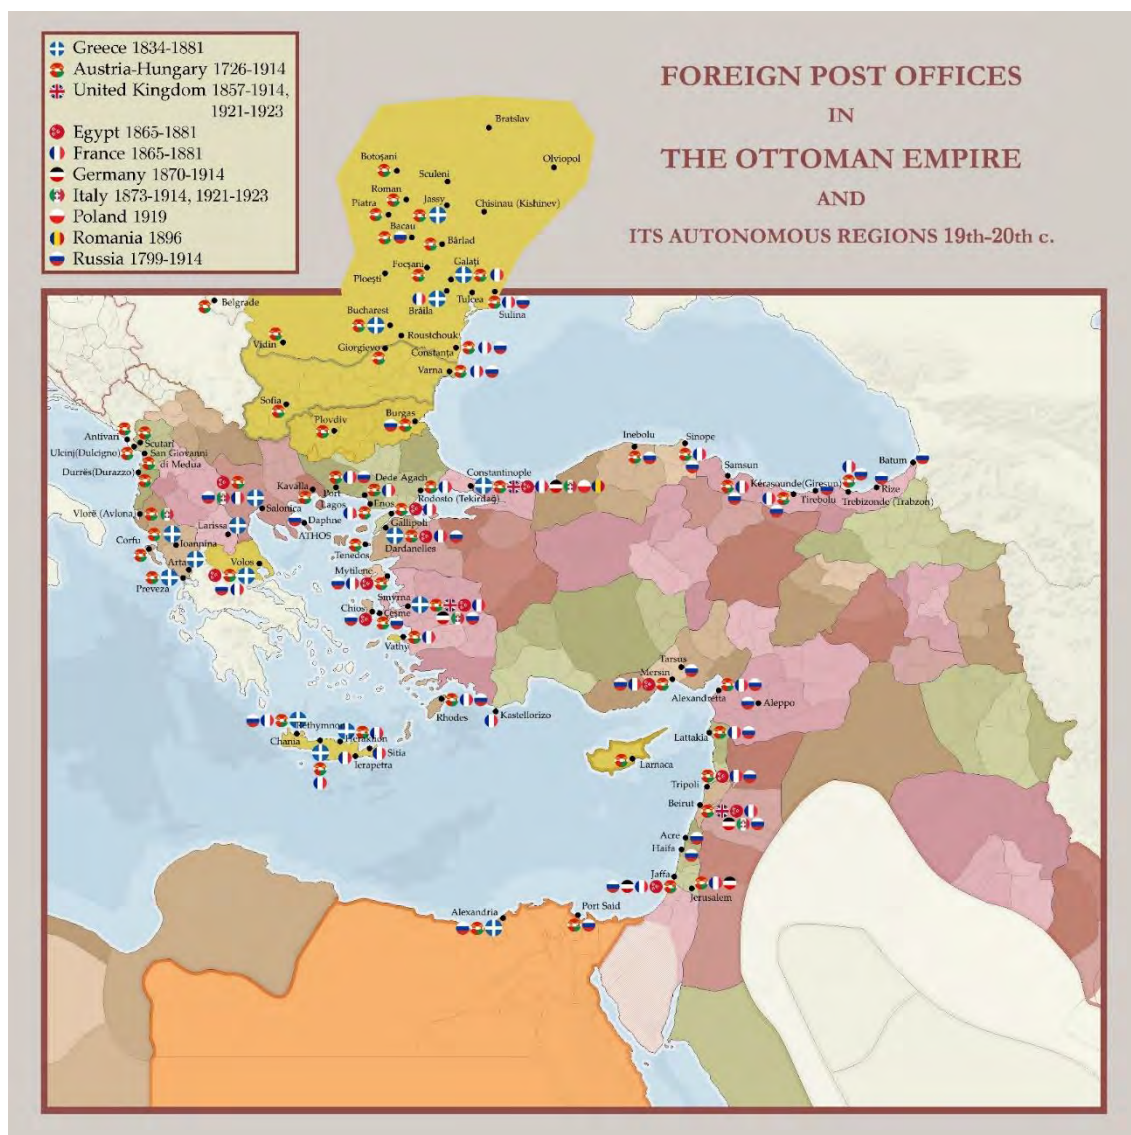 Greece 1834-1881
Austria-Hungary 1726-1914
United Kingdom 1857-1914,
1921-1923
Egypt 1865-1881
France 1865-1881
Germany 1870-1914
Italy 1873-1914, 1921-1923
Poland 1919
Romania 1896
Russia 1799-1914
FOREIGN POST OFFICES
IN
THE OTTOMAN EMPIRE
AND
ITS AUTONOMOUS REGIONS 19th-20th c.
Bratslav
Botoşani
Olviopol
Sculeni
Roman
Piatra
Jassy
Chisinau (Kishinev)
Bacau
Bârlad
Focşani
Galaţi
Ploeşti
Belgrade
Brăila
Tulcea
Sulina
Bucharest
Roustchouk
Vidin
Giorgievo
Constanţa
Varna
Sofia
Plovdiv
Burgas
Antivari
Scutari
Ulcinj(Dulcigno)
San Giovanni
di Medua
Durrës(Durazzo)
Inebolu
Sinope
Batum
Samsun
Kérasounde(Giresun)
Tirebolu
Rize
Trebizonde (Trabzon)
Dede Agach
Constantinople
Kavalla
Port
Lagos
Rodosto (Tekirdağ)
Enos
Vlorë (Avlona)
Salonica
Larissa
Daphne
ATHOS
Gallipoli
Dardanelles
Corfu
Ioannina
Arta
Volos
Tenedos
Preveza
Mytilene
Smyrna
Chios
Çeşme
Vathy
Tarsus
Mersin
Alexandretta
Aleppo
Rhodes
Kastellorizo
Rethymnon
Chania
Heraklion
Sitia
Ierapetra
Lattakia
Larnaca
Tripoli
Beirut
Acre
Haifa
Jaffa
Jerusalem
Alexandria
Port Said